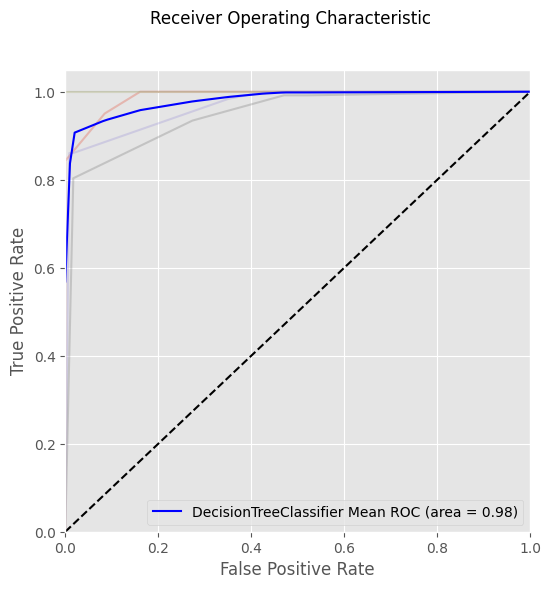 Receiver Operating Characteristic
1.0
0.8
0.6
0.4
0.2
0.0
True Positive Rate
DecisionTreeClassifier Mean ROC (area = 0.98)
0.0 0.2 0.4 0.6 0.8 1.0
False Positive Rate